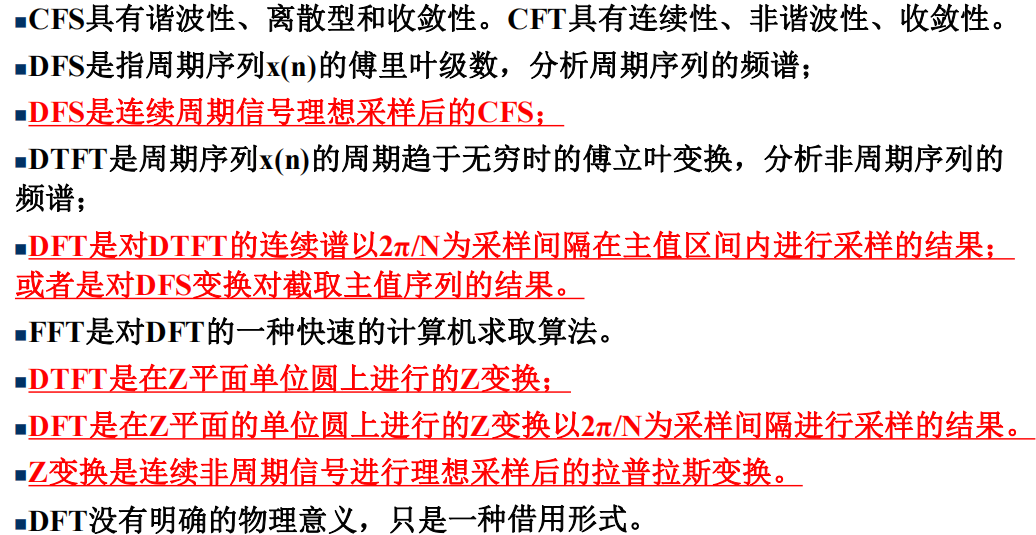 ■CFS具有谐波性、离散型和收敛性。CFT具有连续性、非谐波性、收敛性。
■DFS是指周期序列x(n)的傅里叶级数，分析周期序列的频谱；
■DFS是连续周期信号理想采样后的CFS；
■DTFT是周期序列x(n)的周期趋于无穷时的傅立叶变换，分析非周期序列的
频谱；
■DFT是对DTFT的连续谱以2π/N为采样间隔在主值区间内进行采样的结果；
或者是对DFS变换对截取主值序列的结果。
■FFT是对DFT的一种快速的计算机求取算法。
■DTFT是在Z平面单位圆上进行的Z变换；
■DFT是在Z平面的单位圆上进行的Z变换以2π/N为采样间隔进行采样的结果。
■Z变换是连续非周期信号进行理想采样后的拉普拉斯变换。
■DFT没有明确的物理意义，只是一种借用形式。